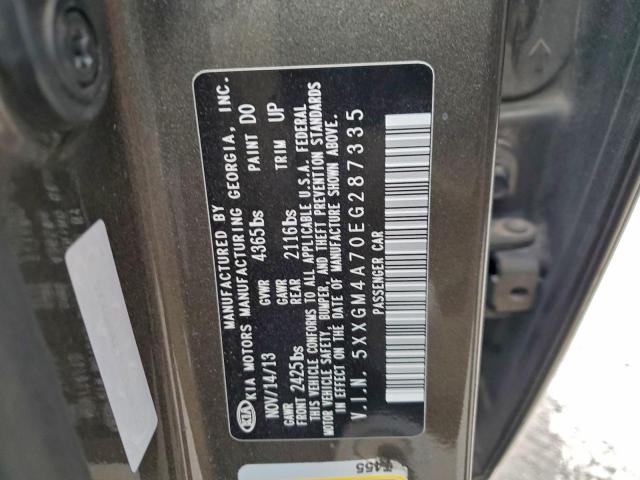 MANUFACTURED BY
KIA KIA MOTORS MANUFACTURING GEORGIA, INC.
NOV/14/13 GVWR 4365lbs PAINT DO
GAWR FRONT 2425lbs GAWR REAR 2116lbs TRIM UP
THIS VEHICLE CONFORMS TO ALL APPLICABLE U.S.A. FEDERAL
MOTOR VEHICLE SAFETY, BUMPER, AND THEFT PREVENTION STANDARDS
IN EFFECT ON THE DATE OF MANUFACTURE SHOWN ABOVE.
V.I.N. 5XXGM4A70EG287335
PASSENGER CAR